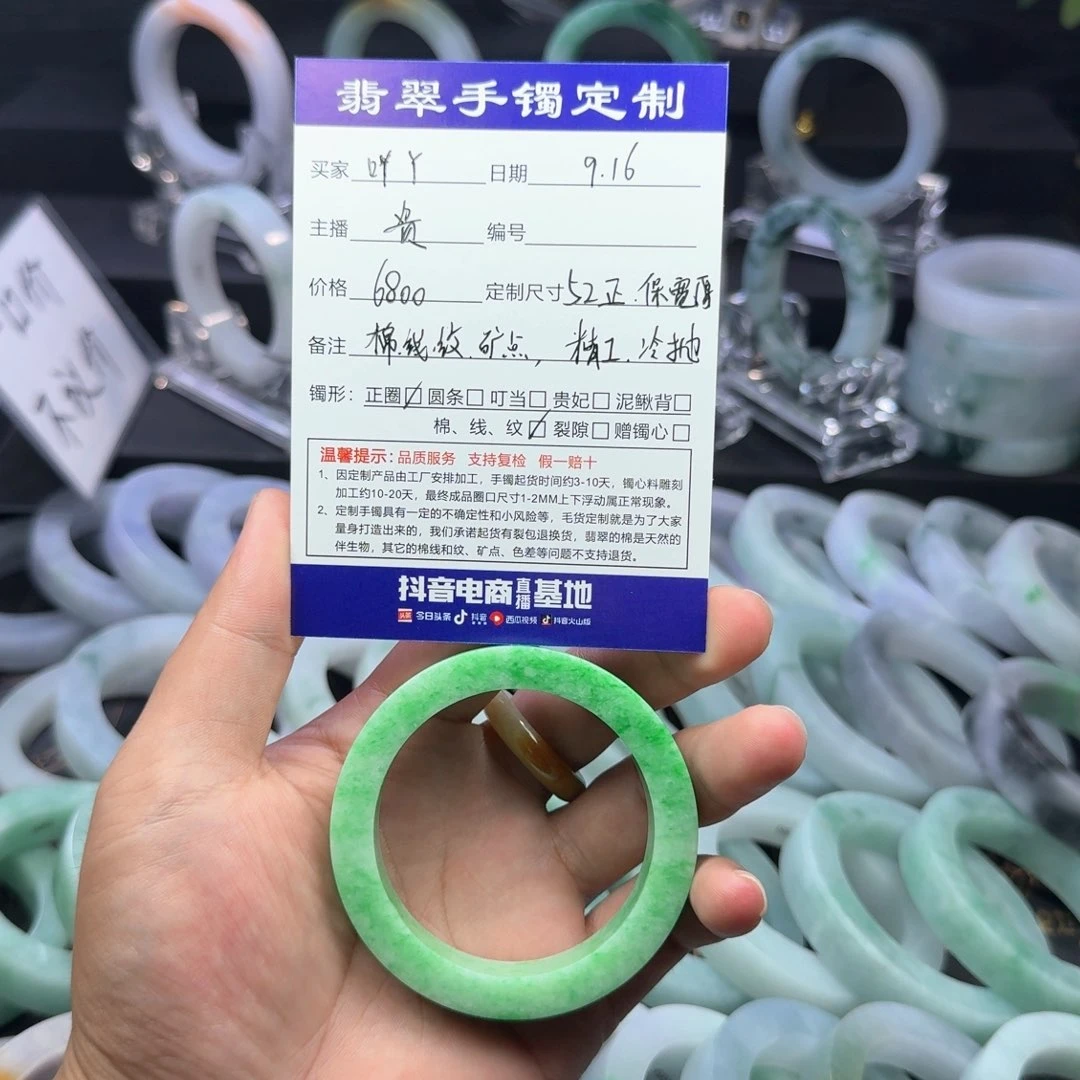 翡翠手镯定制
买家 吖丫 日期 9.16
主播 贵 编号
价格 6800 定制尺寸 52正.保宽厚
备注 棉.线.纹.矿点, 精工.冷抛
镯形: 正圈☑ 圆条□ 叮当□ 贵妃□ 泥鳅背□
棉、线、纹☑ 裂隙□ 赠镯心□
温馨提示: 品质服务 支持复检 假一赔十
1、因定制产品由工厂安排加工，手镯起货时间约3-10天，镯心料雕刻
加工约10-20天，最终成品圈口尺寸1-2MM上下浮动属正常现象。
2、定制手镯具有一定的不确定性和小风险等，毛货定制就是为了大家
量身打造出来的，我们承诺起货有裂包退换货，翡翠的棉是天然的
伴生物，其它的棉线和纹、矿点、色差等问题不支持退货。
抖音电商直播基地
头条 今日头条 抖音 西瓜视频 抖音火山版